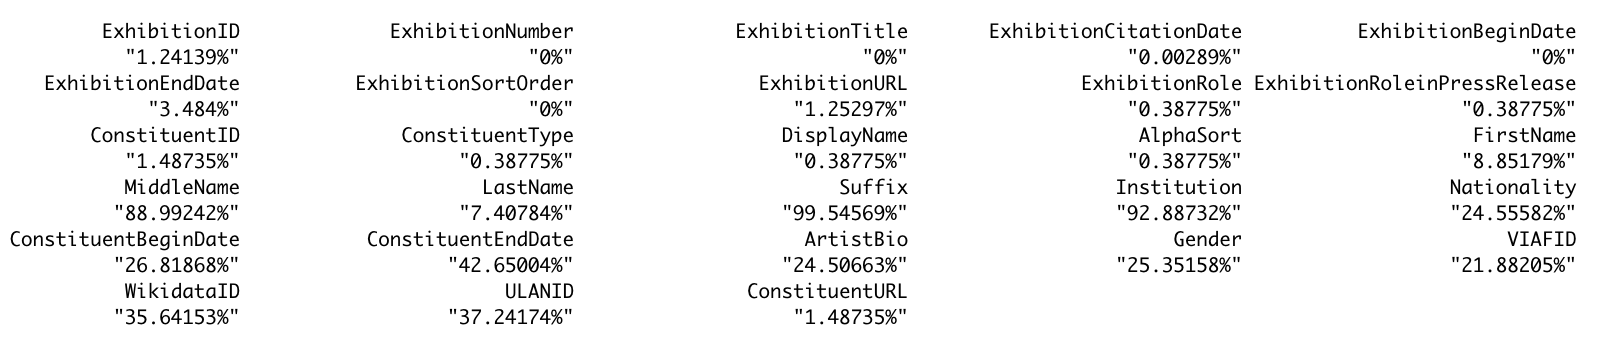 ExhibitionID ExhibitionNumber ExhibitionTitle ExhibitionCitationDate ExhibitionBeginDate
"1.24139%" "0%" "0%" "0.00289%" "0%"
ExhibitionEndDate ExhibitionSortOrder ExhibitionURL ExhibitionRole ExhibitionRoleinPressRelease
"3.484%" "0%" "1.25297%" "0.38775%" "0.38775%"
ConstituentID ConstituentType DisplayName AlphaSort FirstName
"1.48735%" "0.38775%" "0.38775%" "0.38775%" "8.85179%"
MiddleName LastName Suffix Institution Nationality
"88.99242%" "7.40784%" "99.54569%" "92.88732%" "24.55582%"
ConstituentBeginDate ConstituentEndDate ArtistBio Gender VIAFID
"26.81868%" "42.65004%" "24.50663%" "25.35158%" "21.88205%"
WikidataID ULANID ConstituentURL
"35.64153%" "37.24174%" "1.48735%"